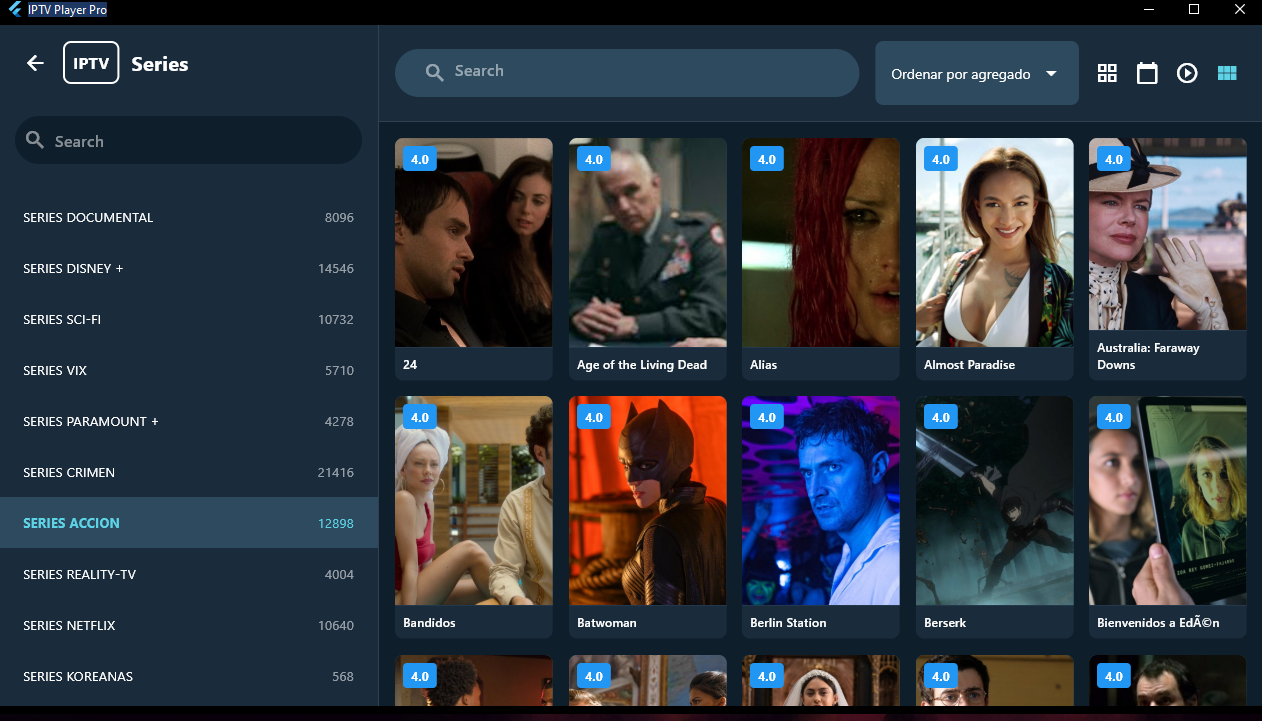 IPTV Player Pro
IPTV Series
Search
SERIES DOCUMENTAL 8096
SERIES DISNEY + 14546
SERIES SCI-FI 10732
SERIES VIX 5710
SERIES PARAMOUNT + 4278
SERIES CRIMEN 21416
SERIES ACCION 12898
SERIES REALITY-TV 4004
SERIES NETFLIX 10640
SERIES KOREANAS 568
Search
Ordenar por agregado
4.0 4.0 4.0 4.0 4.0
24 Age of the Living Dead Alias Almost Paradise Australia: Faraway
Downs
4.0 4.0 4.0 4.0 4.0
Bandidos Batwoman Berlin Station Berserk Bienvenidos a EdÃ©n
4.0 4.0 4.0 4.0 4.0